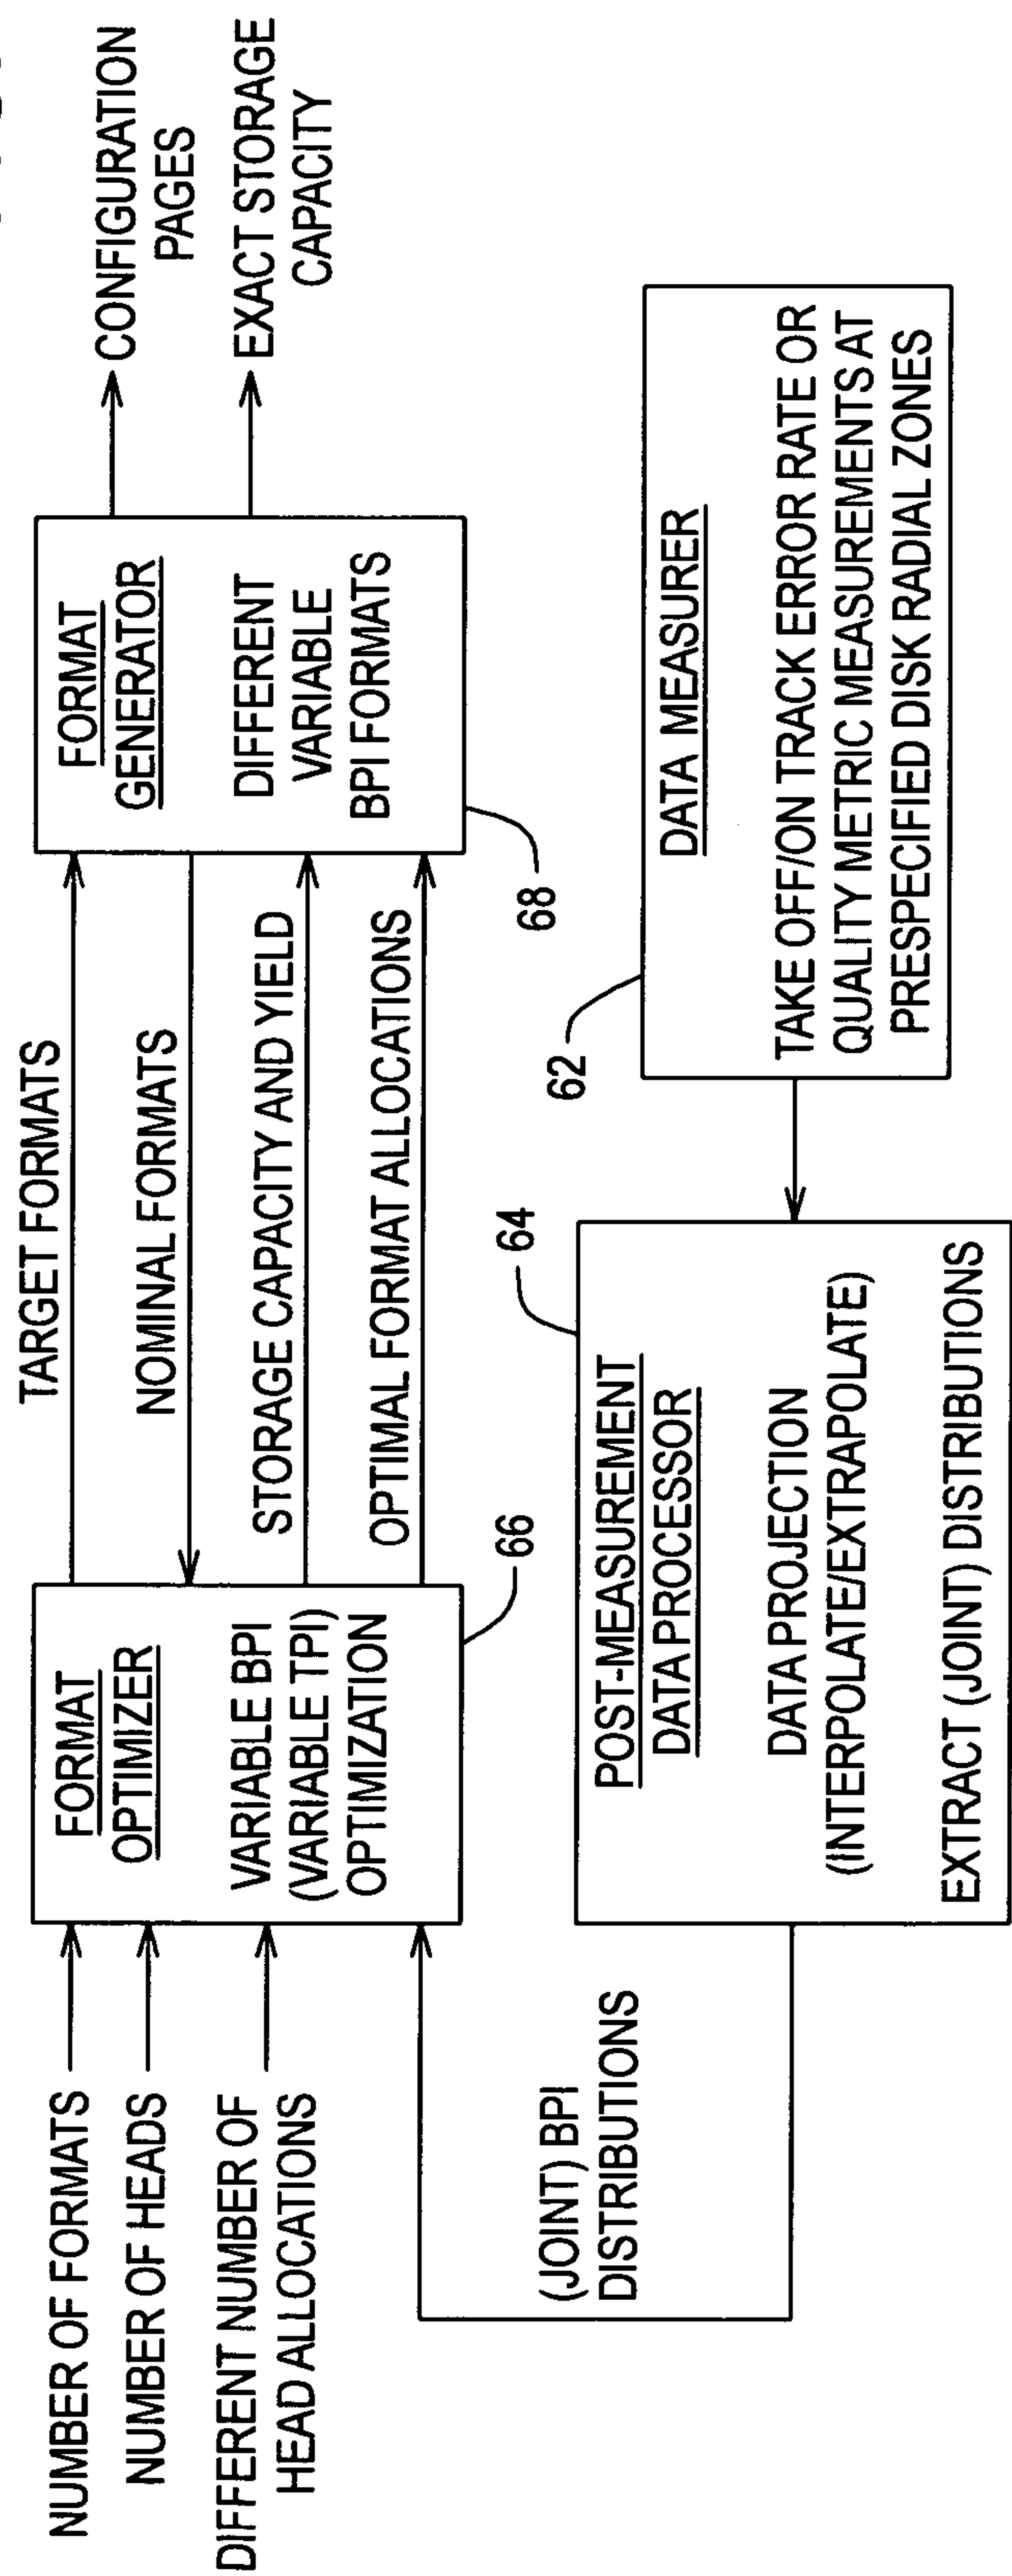 NUMBER OF FORMATS
NUMBER OF HEADS
DIFFERENT NUMBER OF
HEAD ALLOCATIONS
FORMAT
OPTIMIZER
VARIABLE BPI
(VARIABLE TPI)
OPTIMIZATION
66
TARGET FORMATS
NOMINAL FORMATS
STORAGE CAPACITY AND YIELD
OPTIMAL FORMAT ALLOCATIONS
FORMAT
GENERATOR
DIFFERENT
VARIABLE
BPI FORMATS
68
CONFIGURATION
PAGES
EXACT STORAGE
CAPACITY
(JOINT) BPI
DISTRIBUTIONS
64
POST-MEASUREMENT
DATA PROCESSOR
DATA PROJECTION
(INTERPOLATE/EXTRAPOLATE)
EXTRACT (JOINT) DISTRIBUTIONS
62
DATA MEASURER
TAKE OFF/ON TRACK ERROR RATE OR
QUALITY METRIC MEASUREMENTS AT
PRESPECIFIED DISK RADIAL ZONES